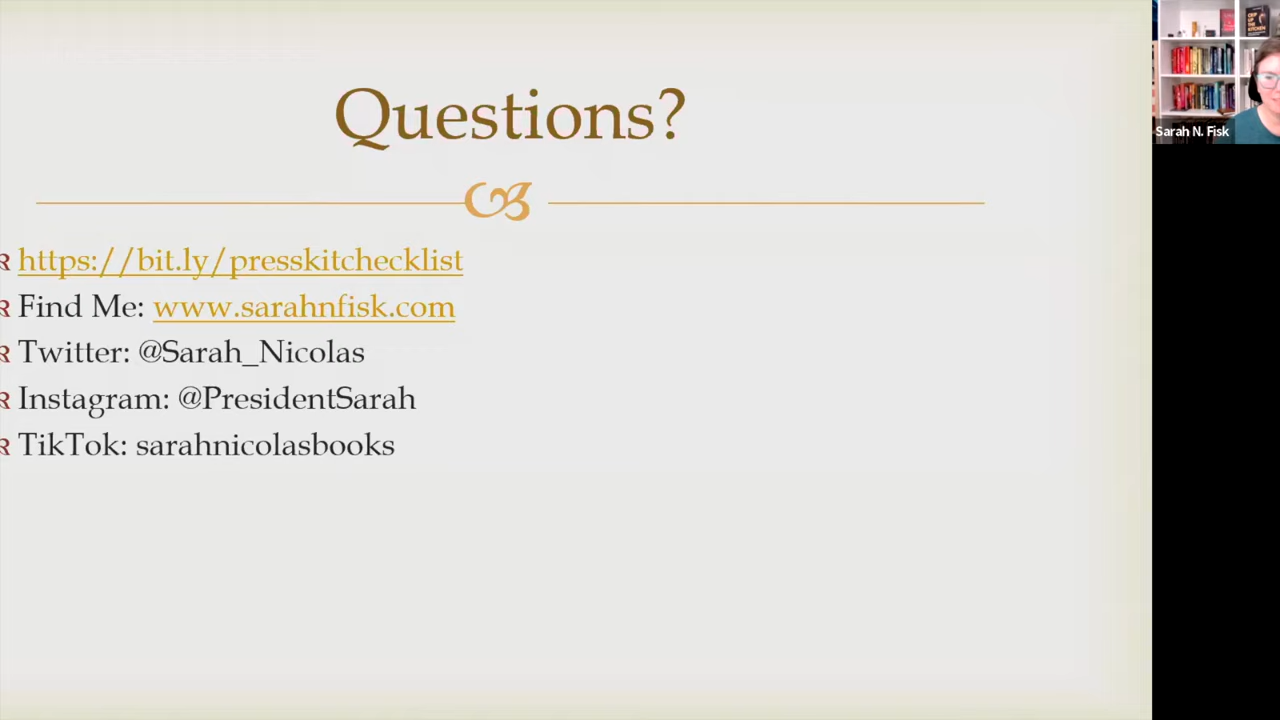 Questions?
https://bit.ly/presskitchecklist
Find Me: www.sarahnfisk.com
Twitter: @Sarah_Nicolas
Instagram: @PresidentSarah
TikTok: sarahnicolasbooks
Sarah N. Fisk